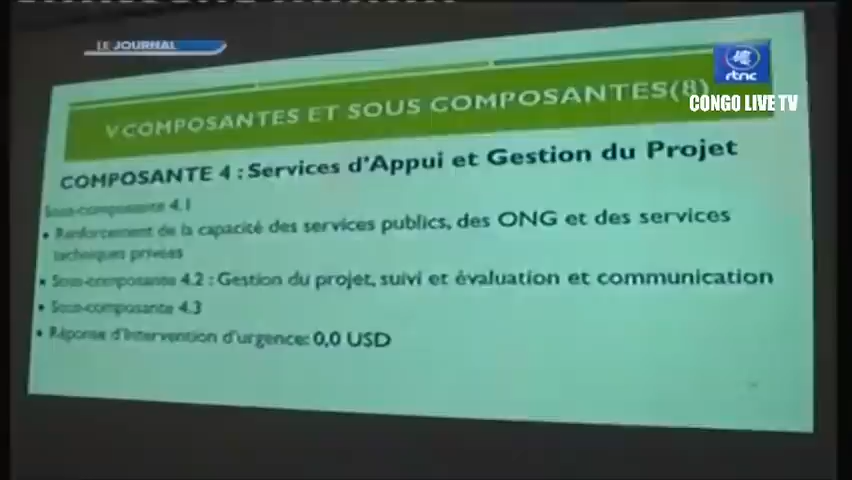 LE JOURNAL
rtnc
CONGO LIVE TV
V COMPOSANTES ET SOUS COMPOSANTES(8)
COMPOSANTE 4 : Services d'Appui et Gestion du Projet
Sous-composante 4.1
• Renforcement de la capacité des services publics, des ONG et des services
techniques privées
• Sous-composante 4.2 : Gestion du projet, suivi et évaluation et communication
• Sous-composante 4.3
• Réponse d'Intervention d'urgence: 0,0 USD